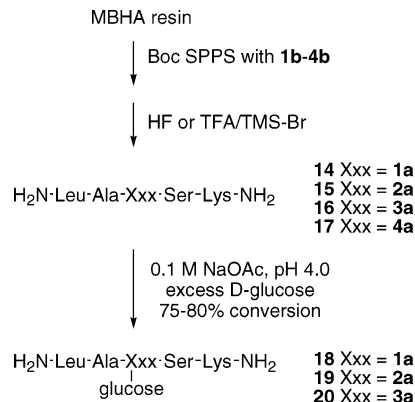 MBHA resin
Boc SPPS with 1b-4b
HF or TFA/TMS-Br
H2N-Leu-Ala-Xxx-Ser-Lys-NH2
14 Xxx = 1a
15 Xxx = 2a
16 Xxx = 3a
17 Xxx = 4a
0.1 M NaOAc, pH 4.0
excess D-glucose
75-80% conversion
H2N-Leu-Ala-Xxx-Ser-Lys-NH2
glucose
18 Xxx = 1a
19 Xxx = 2a
20 Xxx = 3a